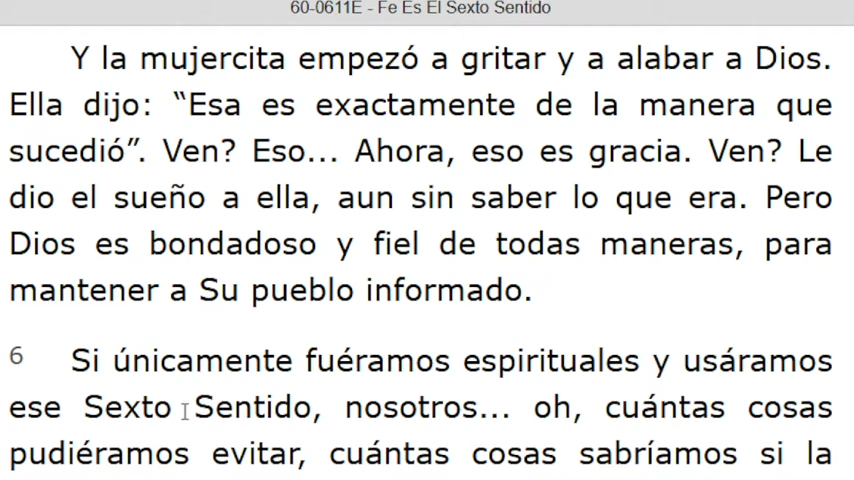 60-0611E - Fe Es El Sexto Sentido
Y la mujercita empezó a gritar y a alabar a Dios.
Ella dijo: “Esa es exactamente de la manera que
sucedió”. Ven? Eso... Ahora, eso es gracia. Ven? Le
dio el sueño a ella, aun sin saber lo que era. Pero
Dios es bondadoso y fiel de todas maneras, para
mantener a Su pueblo informado.
6 Si únicamente fuéramos espirituales y usáramos
ese Sexto Sentido, nosotros... oh, cuántas cosas
pudiéramos evitar, cuántas cosas sabríamos si la